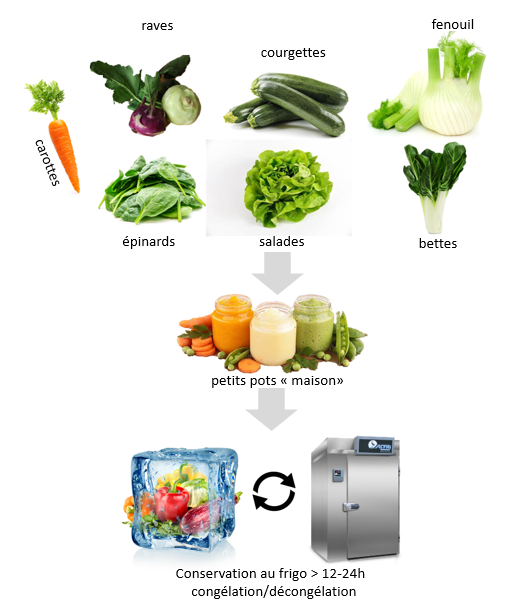 raves
courgettes
fenouil
carottes
épinards
salades
bettes
petits pots « maison»
Conservation au frigo > 12-24h
congélation/décongélation